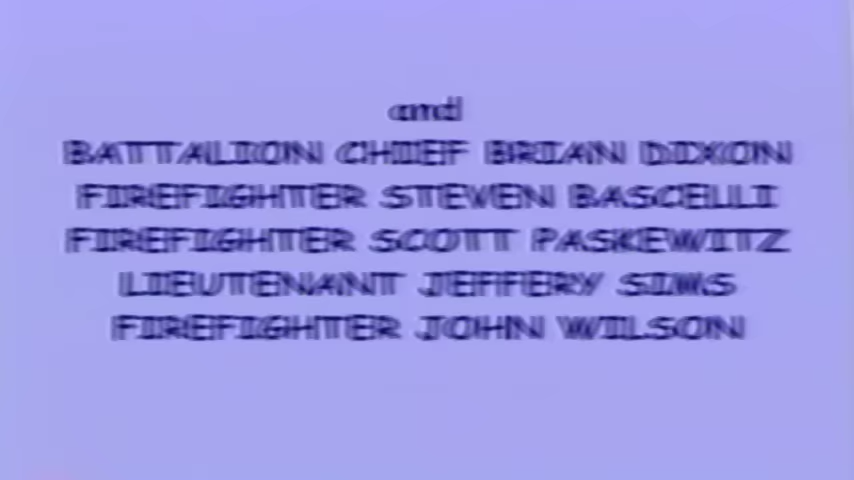 and
BATTALION CHIEF BRIAN DIXON
FIREFIGHTER STEVEN BASCELLI
FIREFIGHTER SCOTT PASKEWITZ
LIEUTENANT JEFFERY SIMS
FIREFIGHTER JOHN WILSON